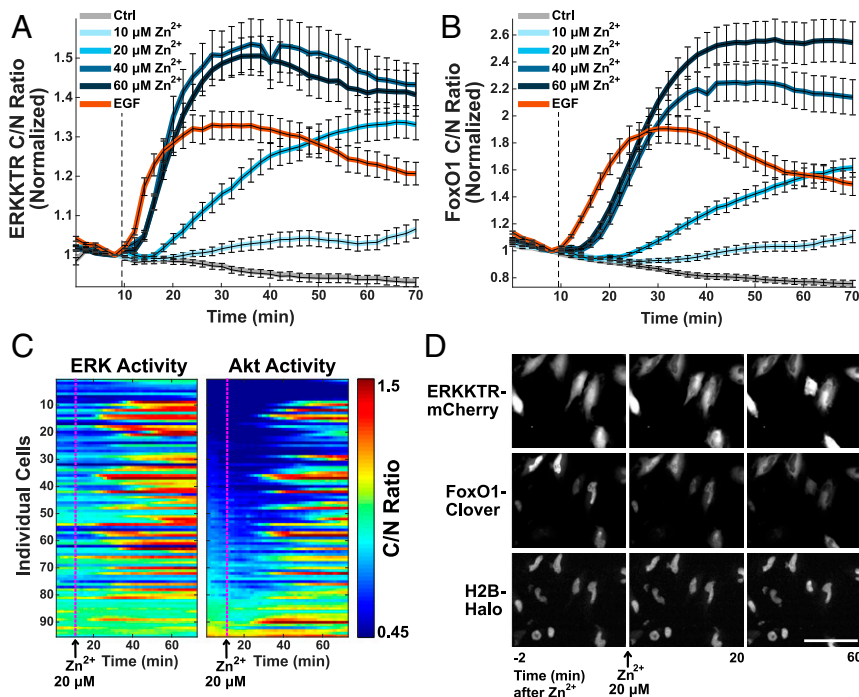 A
Ctrl
10 µM Zn²⁺
20 µM Zn²⁺
40 µM Zn²⁺
60 µM Zn²⁺
EGF
ERKKTR C/N Ratio
(Normalized)
1.5
1.4
1.3
1.2
1.1
1
10 20 30 40 50 60 70
Time (min)
B
Ctrl
10 µM Zn²⁺
20 µM Zn²⁺
40 µM Zn²⁺
60 µM Zn²⁺
EGF
FoxO1 C/N Ratio
(Normalized)
2.6
2.4
2.2
2.0
1.8
1.6
1.4
1.2
1.0
0.8
0 10 20 30 40 50 60 70
Time (min)
C
ERK Activity Akt Activity
Individual Cells
10
20
30
40
50
60
70
80
90
20 40 60
Time (min)
Zn²⁺
20 µM
20 60
Time (min)
Zn²⁺
20 µM
1.5
C/N Ratio
0.45
D
ERKKTR-
mCherry
FoxO1-
Clover
H2B-
Halo
-2 20 60
Time (min)
after Zn²⁺
Zn²⁺
20 µM